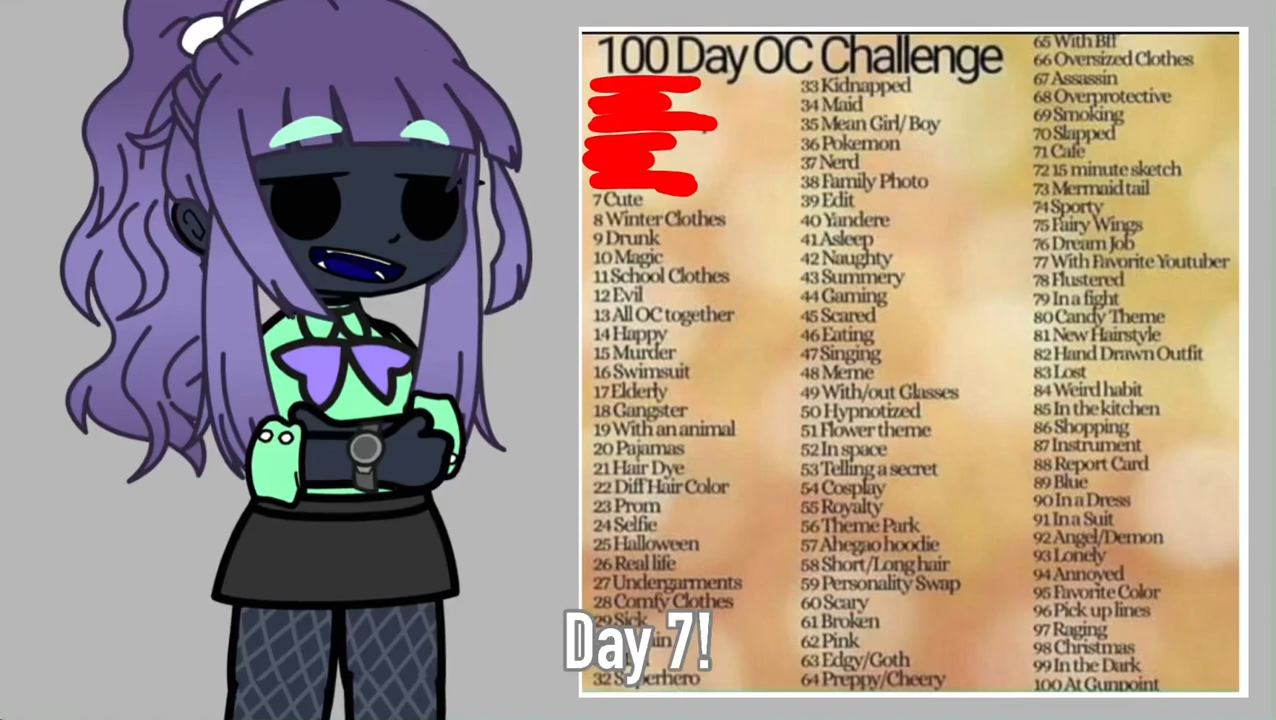 100 Day OC Challenge
7 Cute
8 Winter Clothes
9 Drunk
10 Magic
11 School Clothes
12 Evil
13 All OC together
14 Happy
15 Murder
16 Swimsuit
17 Elderly
18 Gangster
19 With an animal
20 Pajamas
21 Hair Dye
22 Diff Hair Color
23 Prom
24 Selfie
25 Halloween
26 Real life
27 Undergarments
28 Comfy Clothes
29 Sick
32 Superhero
33 Kidnapped
34 Maid
35 Mean Girl/ Boy
36 Pokemon
37 Nerd
38 Family Photo
39 Edit
40 Yandere
41 Asleep
42 Naughty
43 Summery
44 Gaming
45 Scared
46 Eating
47 Singing
48 Meme
49 With/out Glasses
50 Hypnotized
51 Flower theme
52 In space
53 Telling a secret
54 Cosplay
55 Royalty
56 Theme Park
57 Ahegao hoodie
58 Short/Long hair
59 Personality Swap
60 Scary
61 Broken
62 Pink
63 Edgy/Goth
64 Preppy/Cheery
65 With Bff
66 Oversized Clothes
67 Assassin
68 Overprotective
69 Smoking
70 Slapped
71 Cafe
72 15 minute sketch
73 Mermaid tail
74 Sporty
75 Fairy Wings
76 Dream Job
77 With Favorite Youtuber
78 Flustered
79 In a fight
80 Candy Theme
81 New Hairstyle
82 Hand Drawn Outfit
83 Lost
84 Weird habit
85 In the kitchen
86 Shopping
87 Instrument
88 Report Card
89 Blue
90 In a Dress
91 In a Suit
92 Angel/Demon
93 Lonely
94 Annoyed
95 Favorite Color
96 Pick up lines
97 Raging
98 Christmas
99 In the Dark
100 At Gunpoint
Day 7!